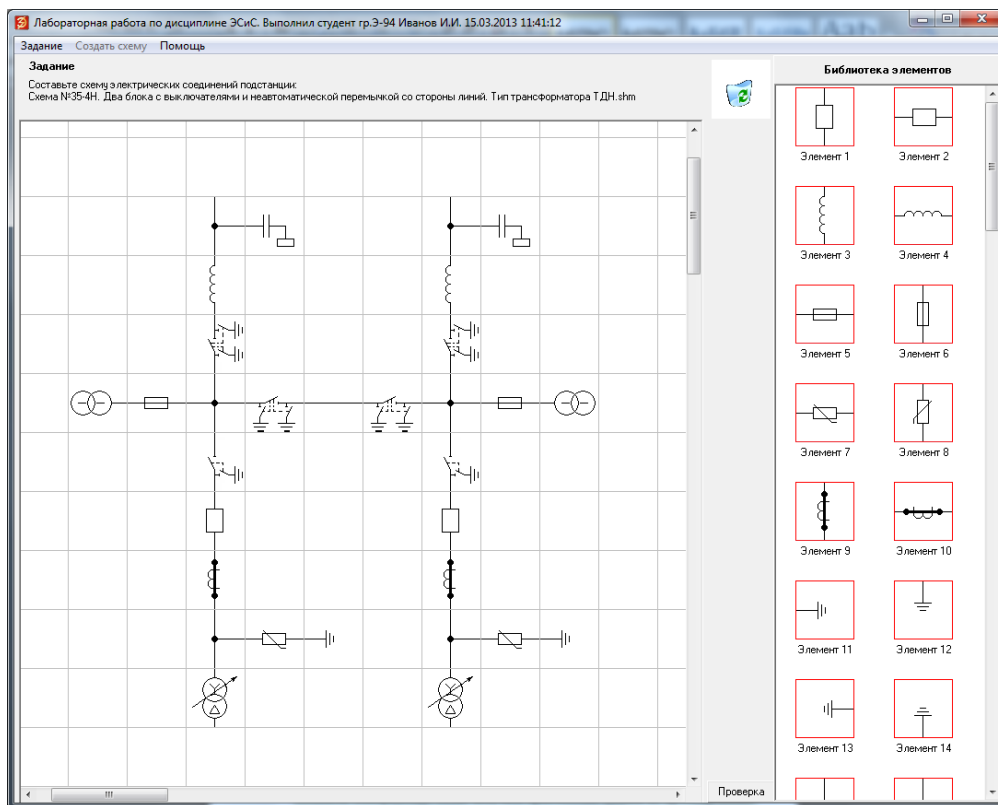 Лабораторная работа по дисциплине ЭСиС. Выполнил студент гр.Э-94 Иванов И.И. 15.03.2013 11:41:12
Задание Создать схему Помощь
Задание
Составьте схему электрических соединений подстанции:
Схема №35-4Н. Два блока с выключателями и неавтоматической перемычкой со стороны линий. Тип трансформатора ТДН.shm
Библиотека элементов
Элемент 1
Элемент 2
Элемент 3
Элемент 4
Элемент 5
Элемент 6
Элемент 7
Элемент 8
Элемент 9
Элемент 10
Элемент 11
Элемент 12
Элемент 13
Элемент 14
Проверка